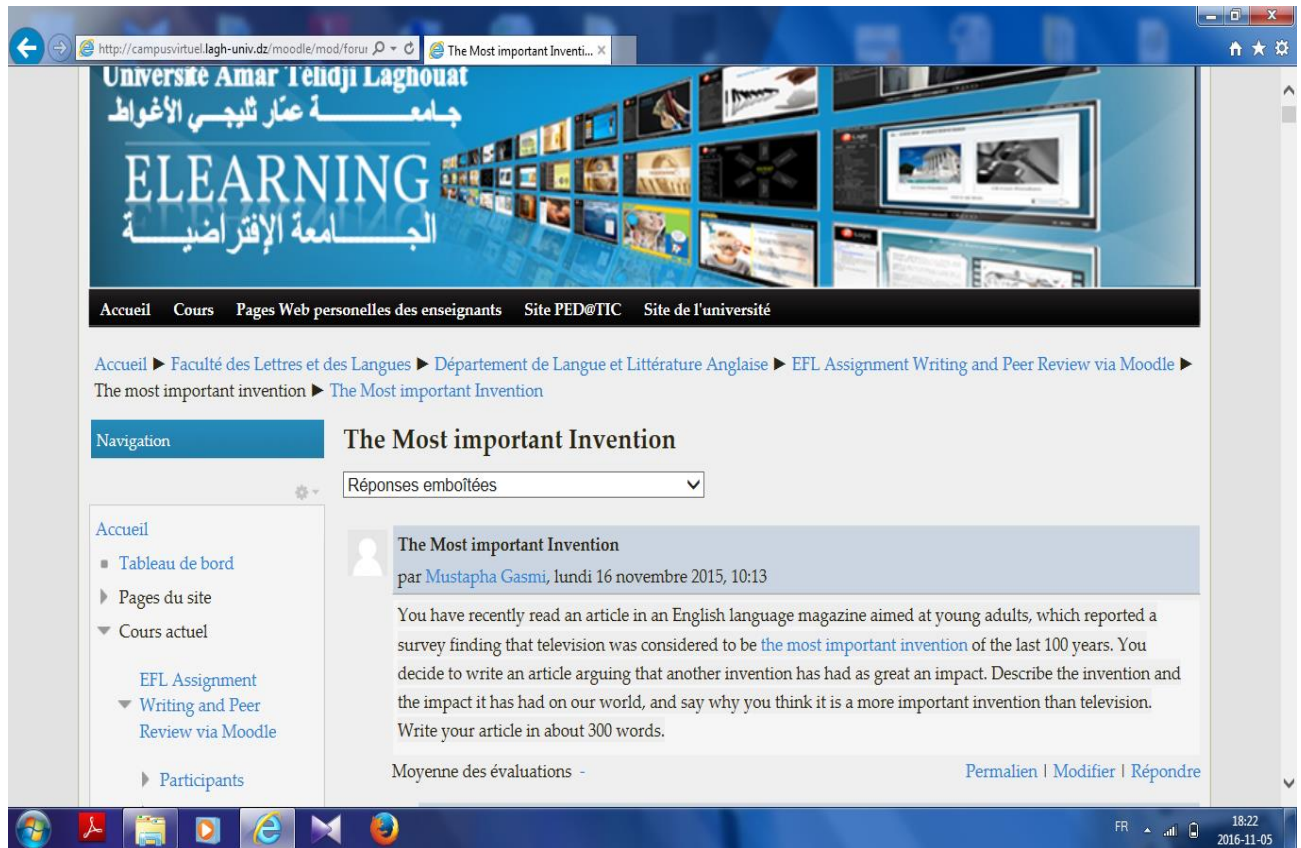 http://campusvirtuel.lagh-univ.dz/moodle/mod/forur
The Most important Inventi...
Université Amar Telidji Laghouat
جامعة عمّار ثليجي الأغواط
ELEARNING
الجامعة الإفتراضية
Accueil Cours Pages Web personelles des enseignants Site PED@TIC Site de l'université
Accueil ▶ Faculté des Lettres et des Langues ▶ Département de Langue et Littérature Anglaise ▶ EFL Assignment Writing and Peer Review via Moodle ▶
The most important invention ▶ The Most important Invention
Navigation
The Most important Invention
Réponses emboîtées
Accueil
Tableau de bord
Pages du site
Cours actuel
EFL Assignment
Writing and Peer
Review via Moodle
Participants
The Most important Invention
par Mustapha Gasmi, lundi 16 novembre 2015, 10:13
You have recently read an article in an English language magazine aimed at young adults, which reported a
survey finding that television was considered to be the most important invention of the last 100 years. You
decide to write an article arguing that another invention has had as great an impact. Describe the invention and
the impact it has had on our world, and say why you think it is a more important invention than television.
Write your article in about 300 words.
Moyenne des évaluations -
Permalien | Modifier | Répondre
FR
18:22
2016-11-05